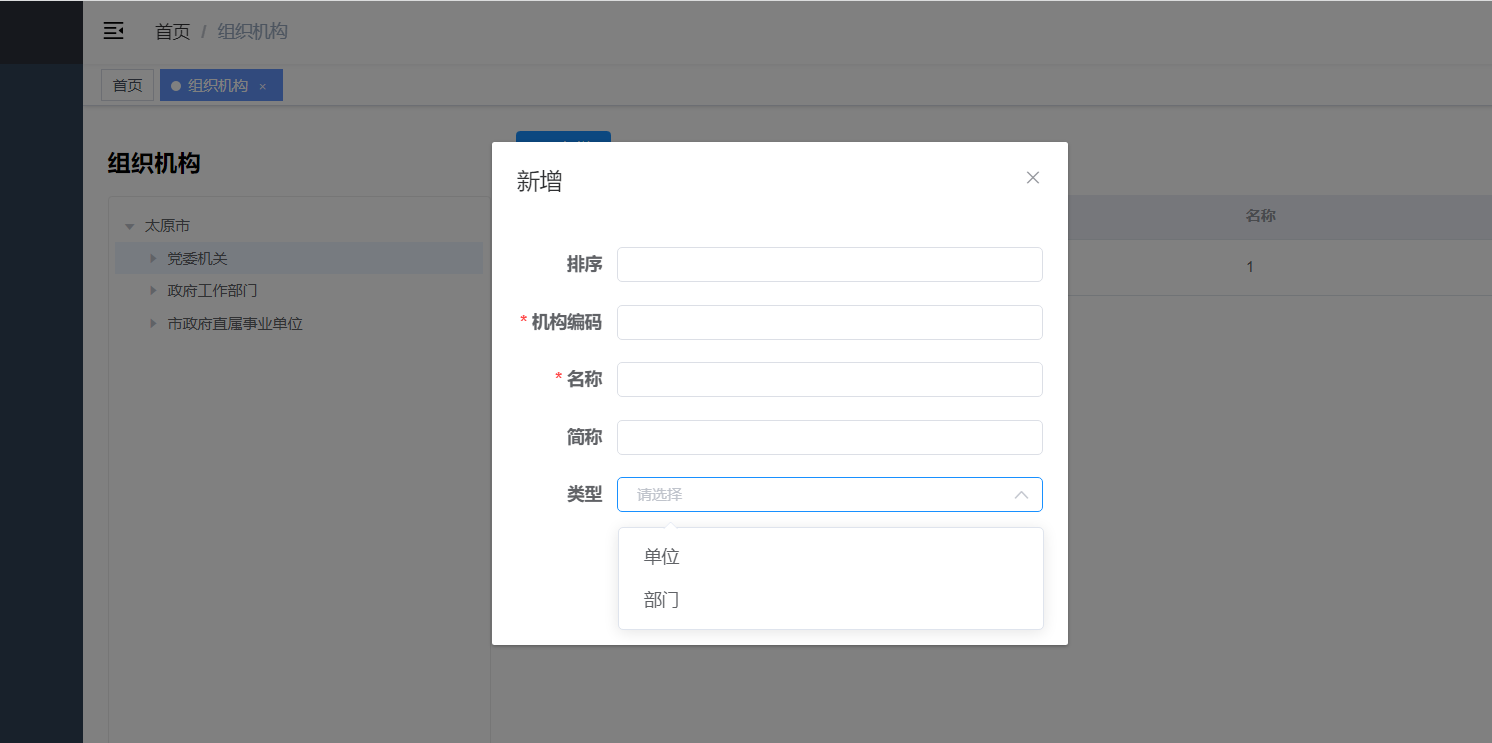 首页 / 组织机构
首页
组织机构 ×
组织机构
太原市
党委机关
政府工作部门
市政府直属事业单位
名称
1
新增
排序
* 机构编码
* 名称
简称
类型
请选择
单位
部门